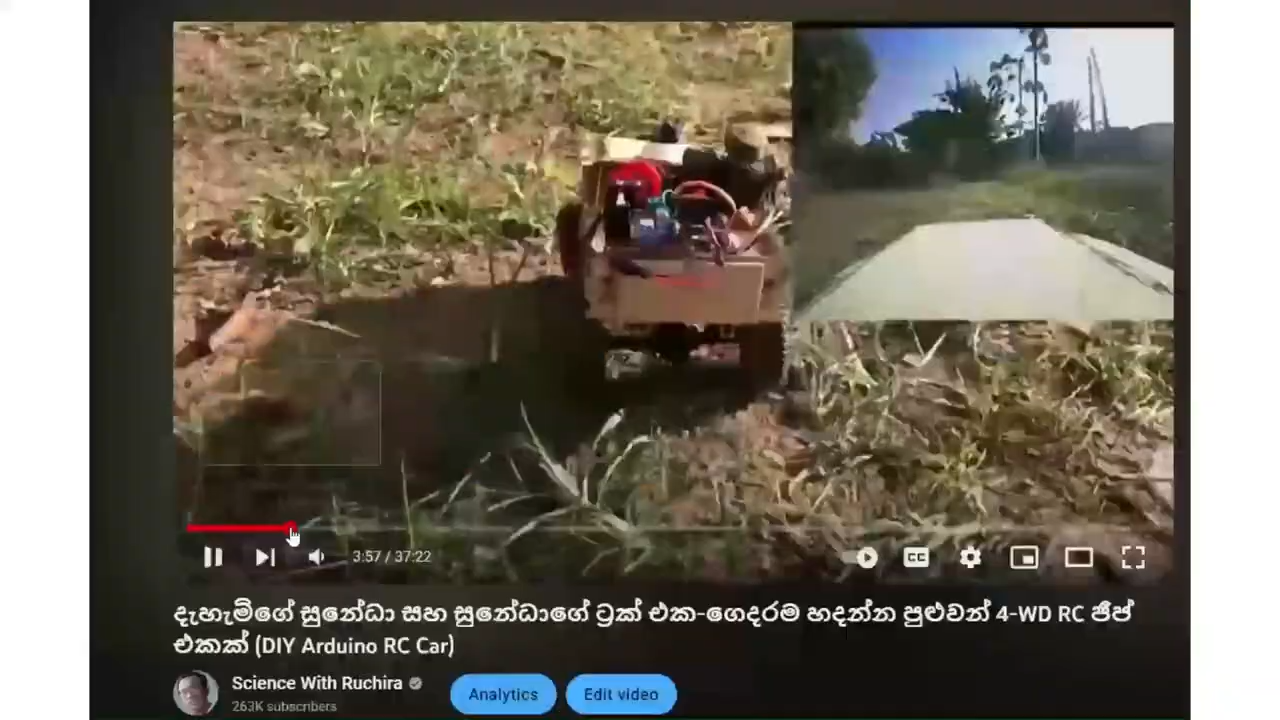 3:57 / 37:22
CC
දැහැමිගේ සුනේධා සහ සුනේධාගේ ට්‍රක් එක-ගෙදරම හදන්න පුළුවන් 4-WD RC ජීප්
එකක් (DIY Arduino RC Car)
Science With Ruchira
263K subscribers
Analytics
Edit video